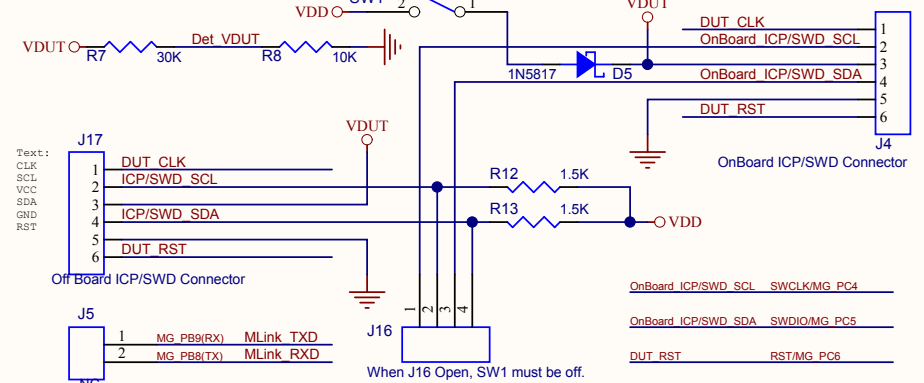 SW1
VDD
2
1
VDUT
DUT_CLK
1
OnBoard_ICP/SWD_SCL
2
VDUT
Det_VDUT
R7
30K
R8
10K
1N5817
D5
3
OnBoard_ICP/SWD_SDA
4
5
DUT_RST
6
J4
OnBoard ICP/SWD Connector
VDUT
J17
Text:
CLK
SCL
VCC
SDA
GND
RST
1
DUT_CLK
2
ICP/SWD_SCL
3
4
ICP/SWD_SDA
5
6
DUT_RST
Off Board ICP/SWD Connector
R12
1.5K
R13
1.5K
VDD
1
2
3
4
J16
When J16 Open, SW1 must be off.
J5
1
MG_PB9(RX)
MLink_TXD
2
MG_PB8(TX)
MLink_RXD
NC
OnBoard_ICP/SWD_SCL
SWCLK/MG_PC4
OnBoard_ICP/SWD_SDA
SWDIO/MG_PC5
DUT_RST
RST/MG_PC6